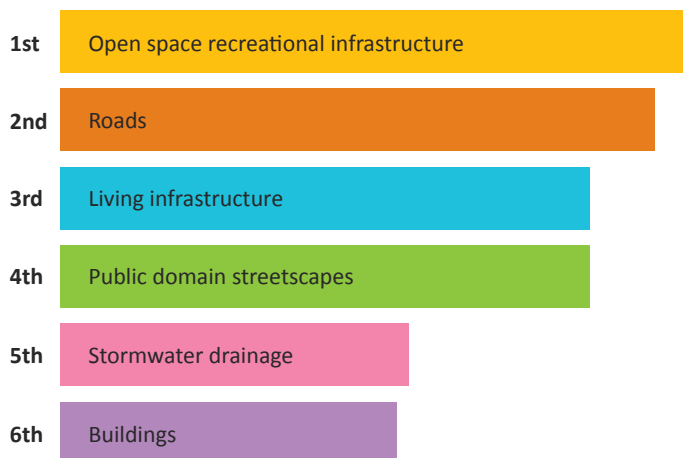 1st Open space recreational infrastructure
2nd Roads
3rd Living infrastructure
4th Public domain streetscapes
5th Stormwater drainage
6th Buildings